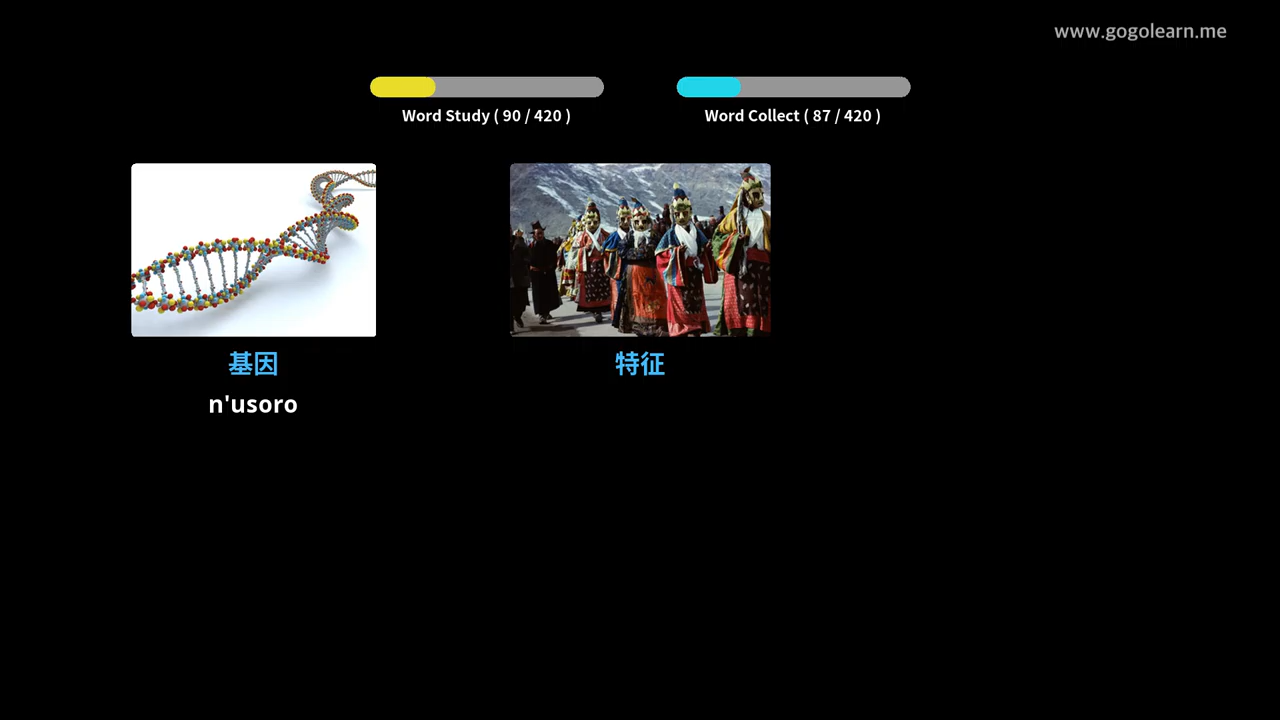 www.gogolearn.me
Word Study ( 90 / 420 )
Word Collect ( 87 / 420 )
基因
特征
n'usoro